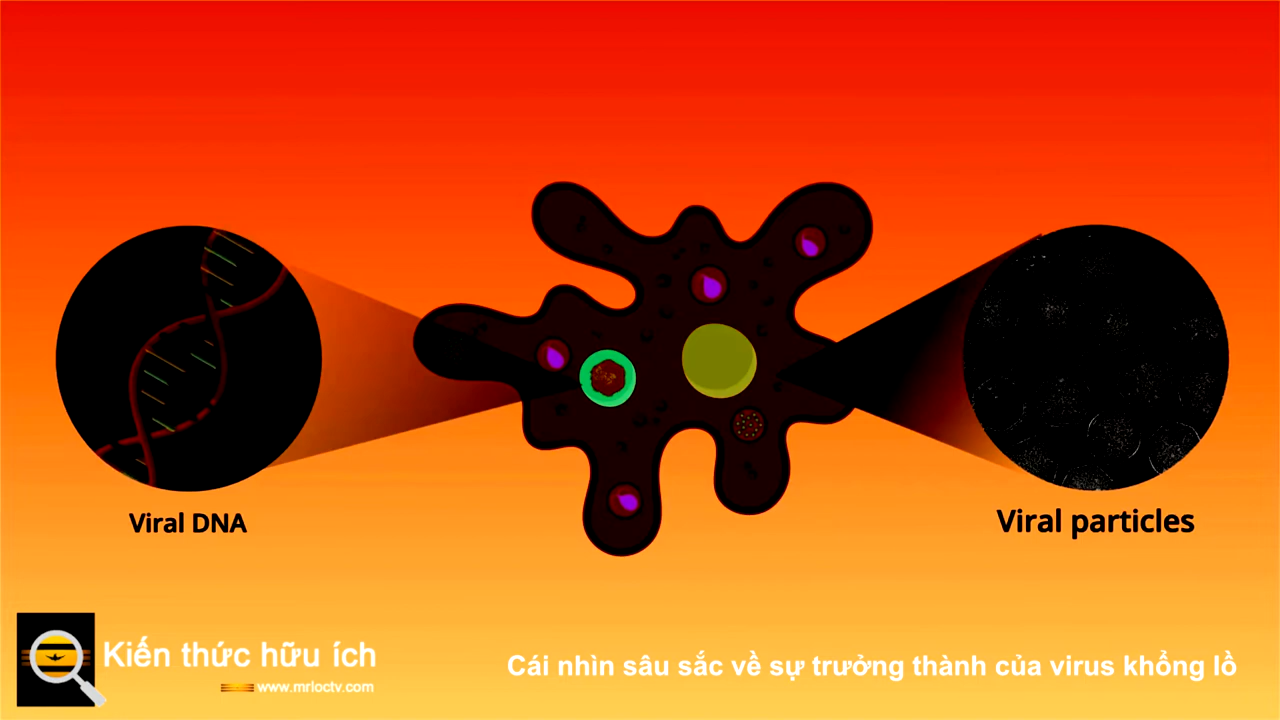 Viral DNA
Viral particles
Kiến thức hữu ích
www.mrloctv.com
Cái nhìn sâu sắc về sự trưởng thành của virus khổng lồ